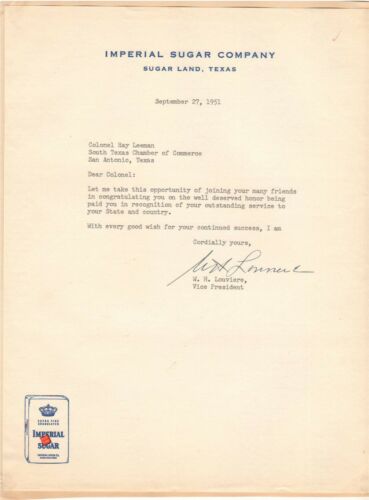 IMPERIAL SUGAR COMPANY
SUGAR LAND, TEXAS
September 27, 1951
Colonel Ray Leeman
South Texas Chamber of Commerce
San Antonio, Texas
Dear Colonel:
Let me take this opportunity of joining your many friends
in congratulating you on the well deserved honor being
paid you in recognition of your outstanding service to
your State and country.
With every good wish for your continued success, I am
Cordially yours,
WH Louviere
W. H. Louviere,
Vice President
IMPERIAL
SUGAR